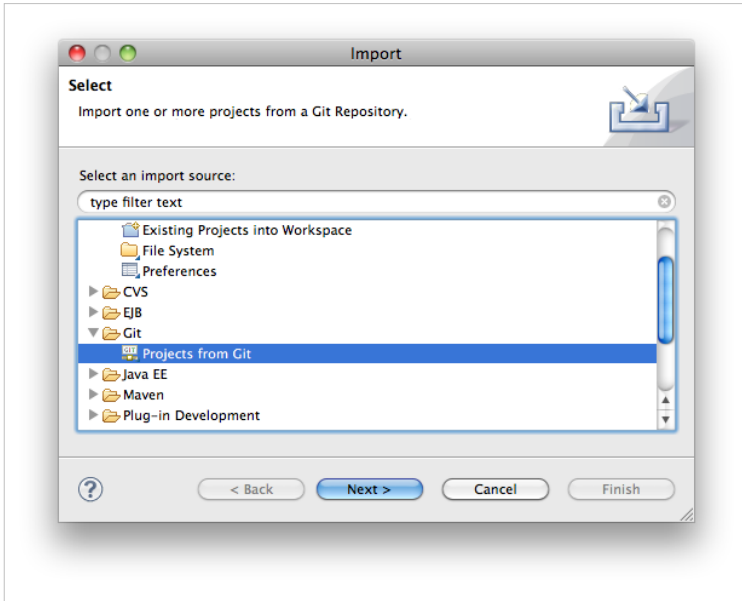 Import
Select
Import one or more projects from a Git Repository.
Select an import source:
type filter text
Existing Projects into Workspace
File System
Preferences
CVS
EJB
Git
GIT
Projects from Git
Java EE
Maven
Plug-in Development
?
< Back
Next >
Cancel
Finish